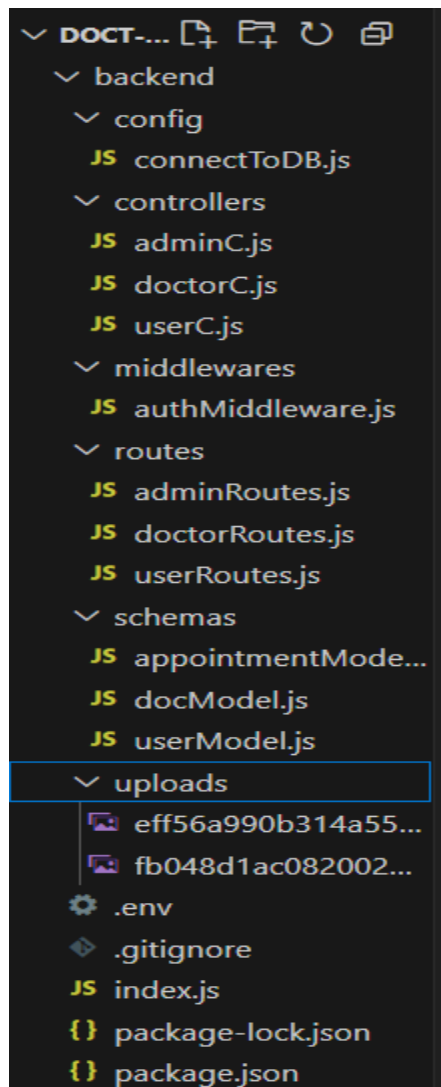 DOCT-...
backend
config
JS connectToDB.js
controllers
JS adminC.js
JS doctorC.js
JS userC.js
middlewares
JS authMiddleware.js
routes
JS adminRoutes.js
JS doctorRoutes.js
JS userRoutes.js
schemas
JS appointmentMode...
JS docModel.js
JS userModel.js
uploads
eff56a990b314a55...
fb048d1ac082002...
.env
.gitignore
JS index.js
{} package-lock.json
{} package.json